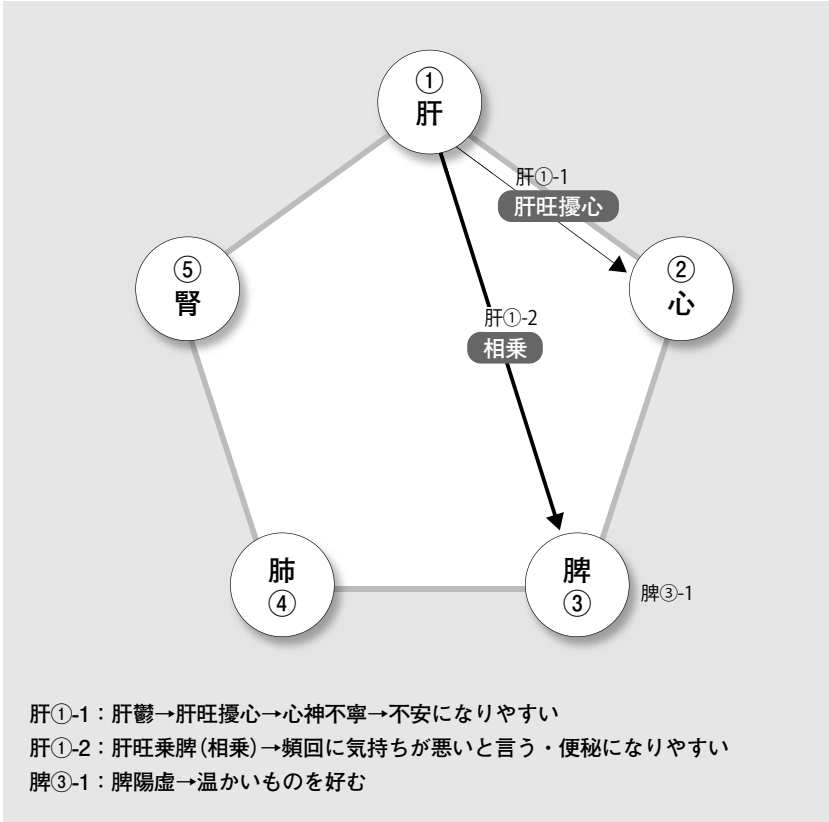 ①
肝
肝①-1
肝旺擾心
⑤
腎
②
心
肝①-2
相乗
肺
④
脾
③
脾③-1
肝①-1：肝鬱→肝旺擾心→心神不寧→不安になりやすい
肝①-2：肝旺乗脾(相乗)→頻回に気持ちが悪いと言う・便秘になりやすい
脾③-1：脾陽虚→温かいものを好む